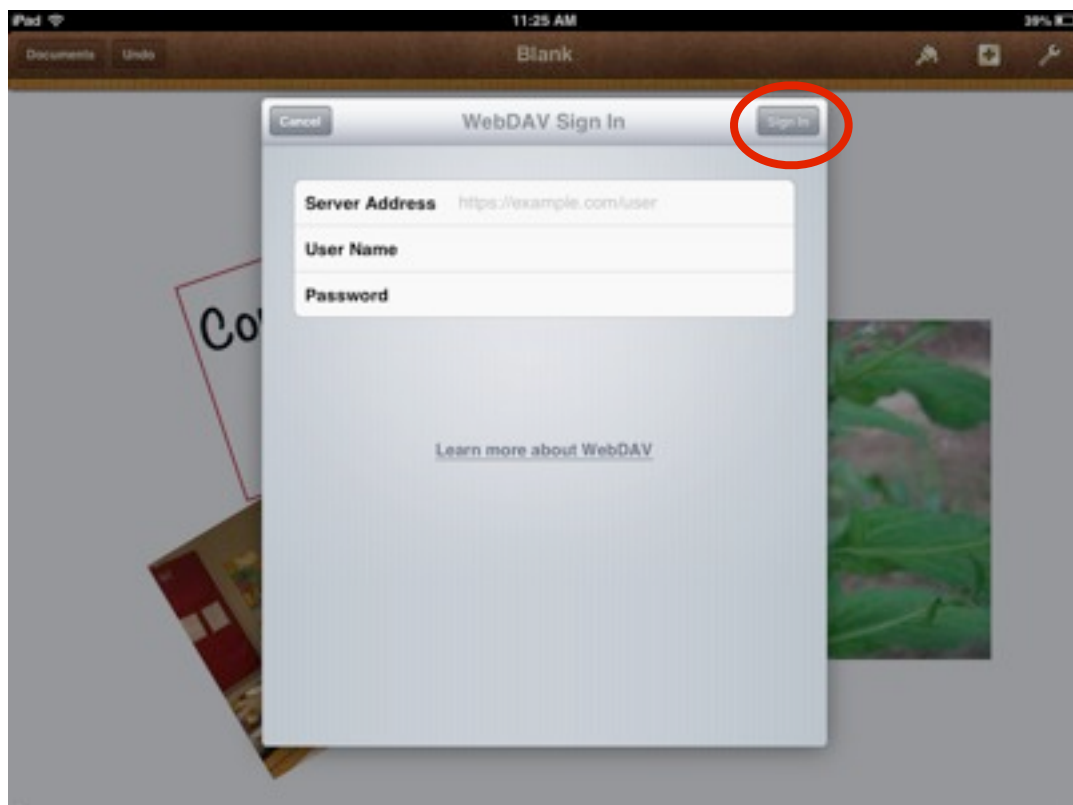 iPad 11:25 AM 39%
Documents Undo Blank
Cancel WebDAV Sign In Sign In
Server Address https://example.com/user
User Name
Password
Learn more about WebDAV